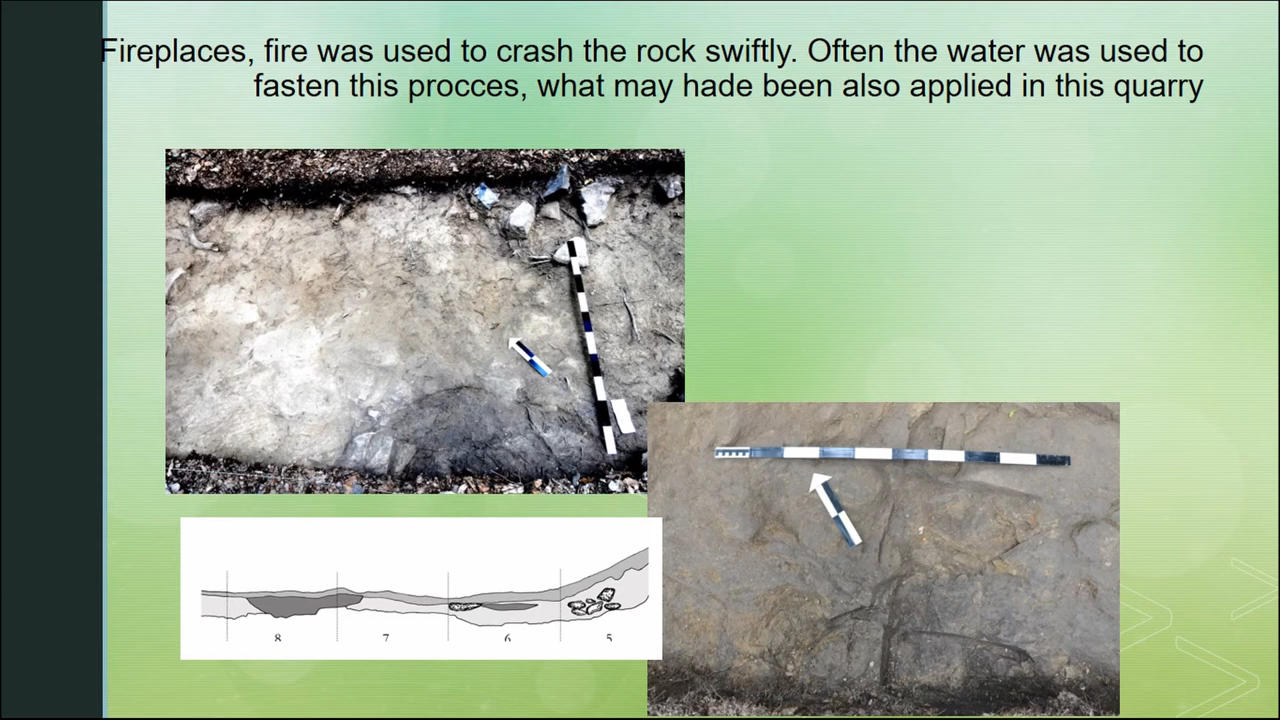 Fireplaces, fire was used to crash the rock swiftly. Often the water was used to
fasten this procces, what may hade been also applied in this quarry
8 7 6 5